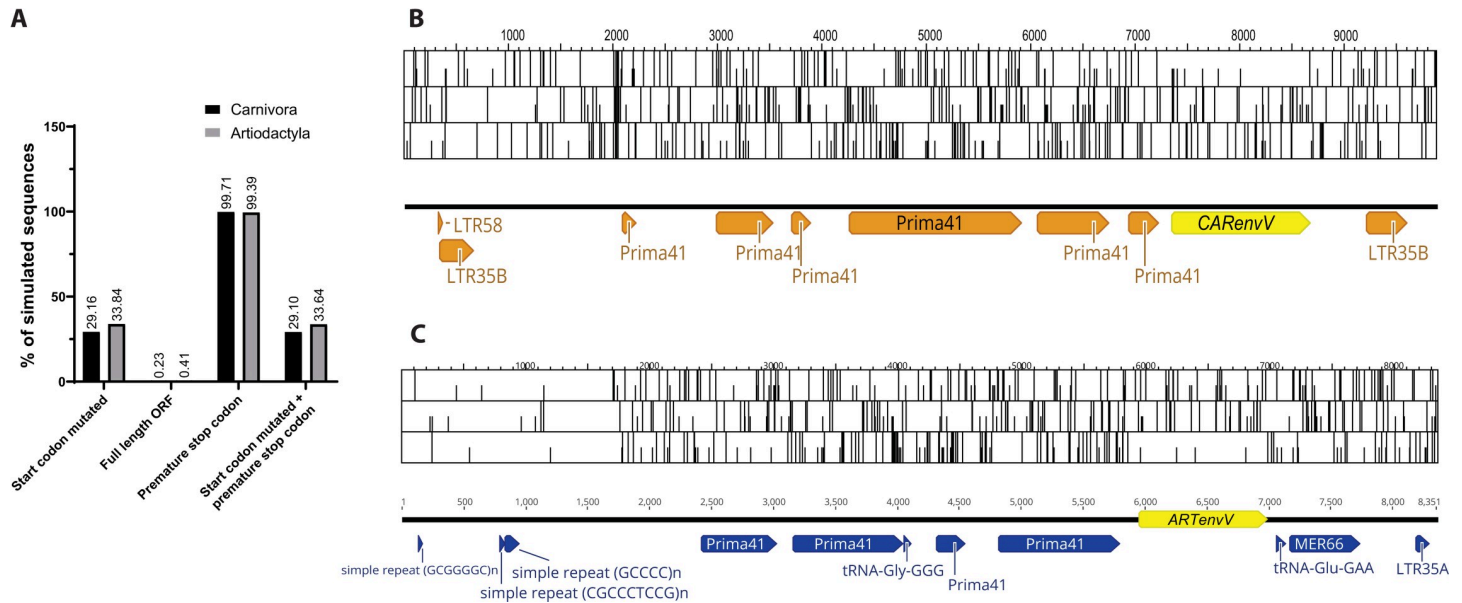 A
Carnivora
Artiodactyla
% of simulated sequences
150
100
50
0
29.16
33.84
0.23
0.41
99.71
99.39
29.10
33.64
Start codon mutated
Full length ORF
Premature stop codon
Start codon mutated +
premature stop codon
B
1000 2000 3000 4000 5000 6000 7000 8000 9000
LTR58
LTR35B
Prima41
Prima41
Prima41
Prima41
Prima41
Prima41
CARenvV
LTR35B
C
1000 2000 3000 4000 5000 6000 7000 8000
1 500 1,000 1,500 2,000 2,500 3,000 3,500 4,000 4,500 5,000 5,500 6,000 6,500 7,000 7,500 8,000 8,351
ARTenvV
simple repeat (GCGGGGC)n
simple repeat (GCCCC)n
simple repeat (CGCCCTCCG)n
Prima41
Prima41
tRNA-Gly-GGG
Prima41
Prima41
tRNA-Glu-GAA
MER66
LTR35A